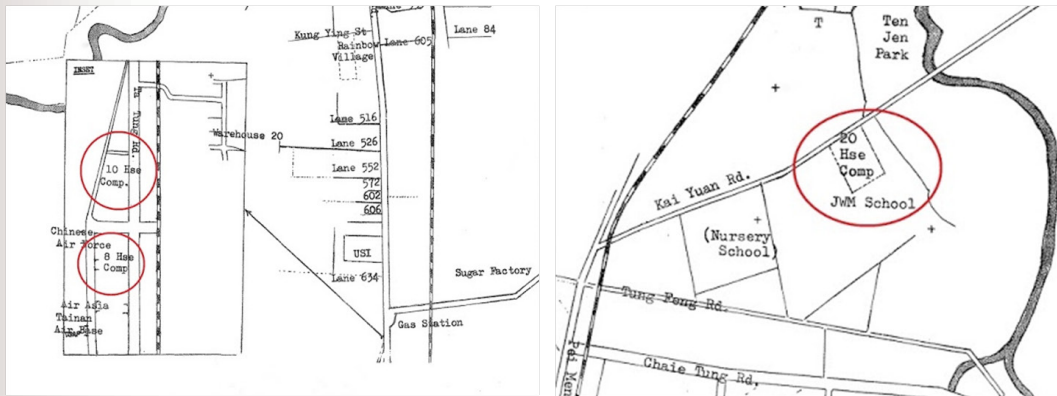 Kung Ying St
Rainbow
Village
Lane 605
Lane 84
INSET
Ta Tung Rd.
Warehouse 20
Lane 516
Lane 526
Lane 552
572
602
606
10 Hse
Comp.
Chinese
Air Force
8 Hse
Comp
USI
Lane 634
Sugar Factory
Air Asia
Tainan
Air Base
Gas Station
T
Ten
Jen
Park
20
Hse
Comp
Kai Yuan Rd.
JWM School
(Nursery
School)
Tung Feng Rd.
Chaie Tung Rd.
Pei Men